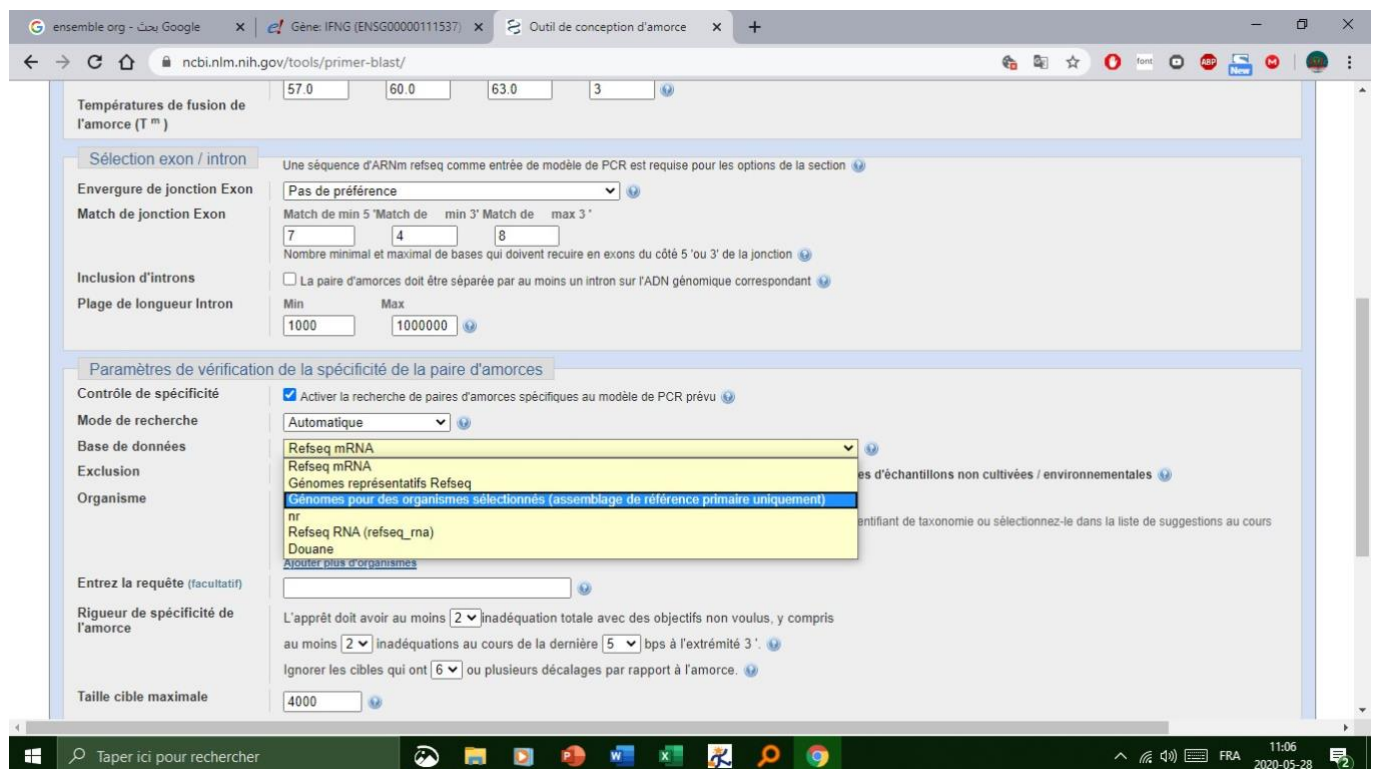 ensemble org - بحث Google
Gène: IFNG (ENSG00000111537)
Outil de conception d'amorce
ncbi.nlm.nih.gov/tools/primer-blast/
font
ABP
New
57.0 60.0 63.0 3
Températures de fusion de
l'amorce (T m )
Sélection exon / intron
Une séquence d'ARNm refseq comme entrée de modèle de PCR est requise pour les options de la section
Envergure de jonction Exon Pas de préférence
Match de jonction Exon Match de min 5 'Match de min 3' Match de max 3 '
7 4 8
Nombre minimal et maximal de bases qui doivent recuire en exons du côté 5 'ou 3' de la jonction
Inclusion d'introns La paire d'amorces doit être séparée par au moins un intron sur l'ADN génomique correspondant
Plage de longueur Intron Min Max
1000 1000000
Paramètres de vérification de la spécificité de la paire d'amorces
Contrôle de spécificité Activer la recherche de paires d'amorces spécifiques au modèle de PCR prévu
Mode de recherche Automatique
Base de données Refseq mRNA
Exclusion Refseq mRNA es d'échantillons non cultivées / environnementales
Génomes représentatifs Refseq
Organisme Génomes pour des organismes sélectionnés (assemblage de référence primaire uniquement)
nr entifiant de taxonomie ou sélectionnez-le dans la liste de suggestions au cours
Refseq RNA (refseq_rna)
Douane
Ajouter plus d'organismes
Entrez la requête (facultatif)
Rigueur de spécificité de
l'amorce
L'apprêt doit avoir au moins 2 inadéquation totale avec des objectifs non voulus, y compris
au moins 2 inadéquations au cours de la dernière 5 bps à l'extrémité 3 '.
Ignorer les cibles qui ont 6 ou plusieurs décalages par rapport à l'amorce.
Taille cible maximale 4000
Taper ici pour rechercher
FRA
11:06
2020-05-28
2